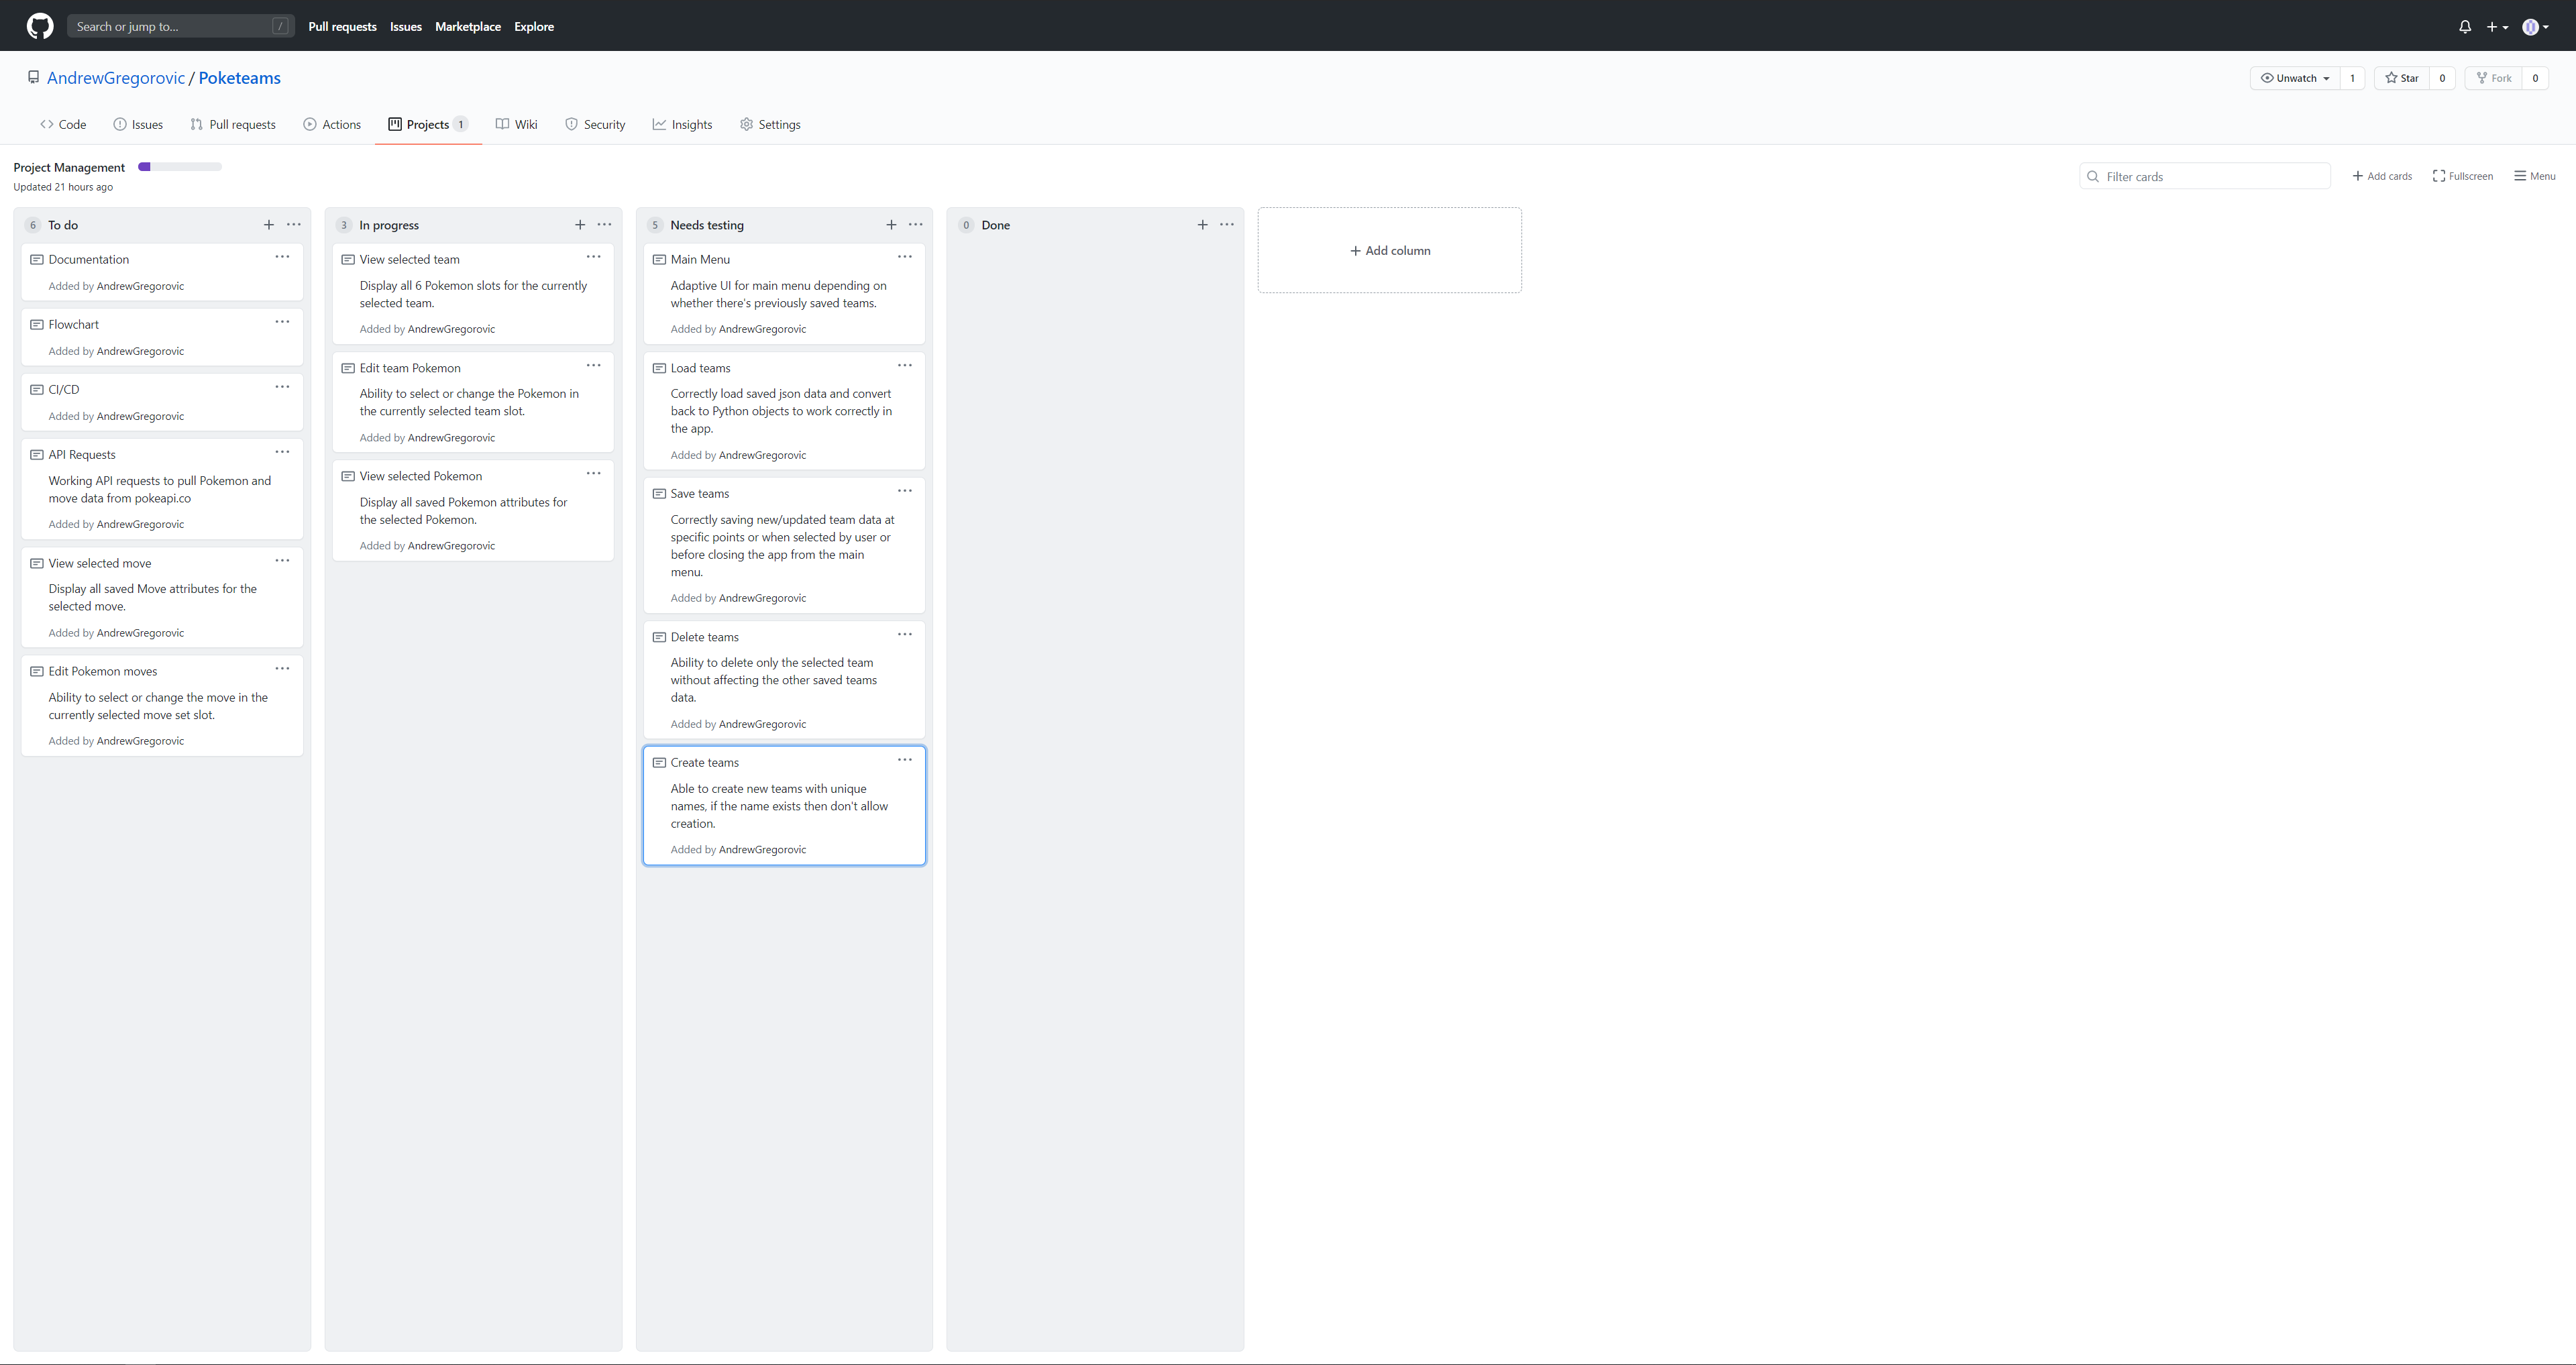 Search or jump to... /
Pull requests Issues Marketplace Explore
AndrewGregorovic / Poketeams
Unwatch 1 Star 0 Fork 0
Code Issues Pull requests Actions Projects 1 Wiki Security Insights Settings
Project Management
Updated 21 hours ago
Filter cards
Add cards Fullscreen Menu
6 To do
Documentation
Added by AndrewGregorovic
Flowchart
Added by AndrewGregorovic
CI/CD
Added by AndrewGregorovic
API Requests
Working API requests to pull Pokemon and
move data from pokeapi.co
Added by AndrewGregorovic
View selected move
Display all saved Move attributes for the
selected move.
Added by AndrewGregorovic
Edit Pokemon moves
Ability to select or change the move in the
currently selected move set slot.
Added by AndrewGregorovic
3 In progress
View selected team
Display all 6 Pokemon slots for the currently
selected team.
Added by AndrewGregorovic
Edit team Pokemon
Ability to select or change the Pokemon in
the currently selected team slot.
Added by AndrewGregorovic
View selected Pokemon
Display all saved Pokemon attributes for
the selected Pokemon.
Added by AndrewGregorovic
5 Needs testing
Main Menu
Adaptive UI for main menu depending on
whether there's previously saved teams.
Added by AndrewGregorovic
Load teams
Correctly load saved json data and convert
back to Python objects to work correctly in
the app.
Added by AndrewGregorovic
Save teams
Correctly saving new/updated team data at
specific points or when selected by user or
before closing the app from the main
menu.
Added by AndrewGregorovic
Delete teams
Ability to delete only the selected team
without affecting the other saved teams
data.
Added by AndrewGregorovic
Create teams
Able to create new teams with unique
names, if the name exists then don't allow
creation.
Added by AndrewGregorovic
0 Done
Add column